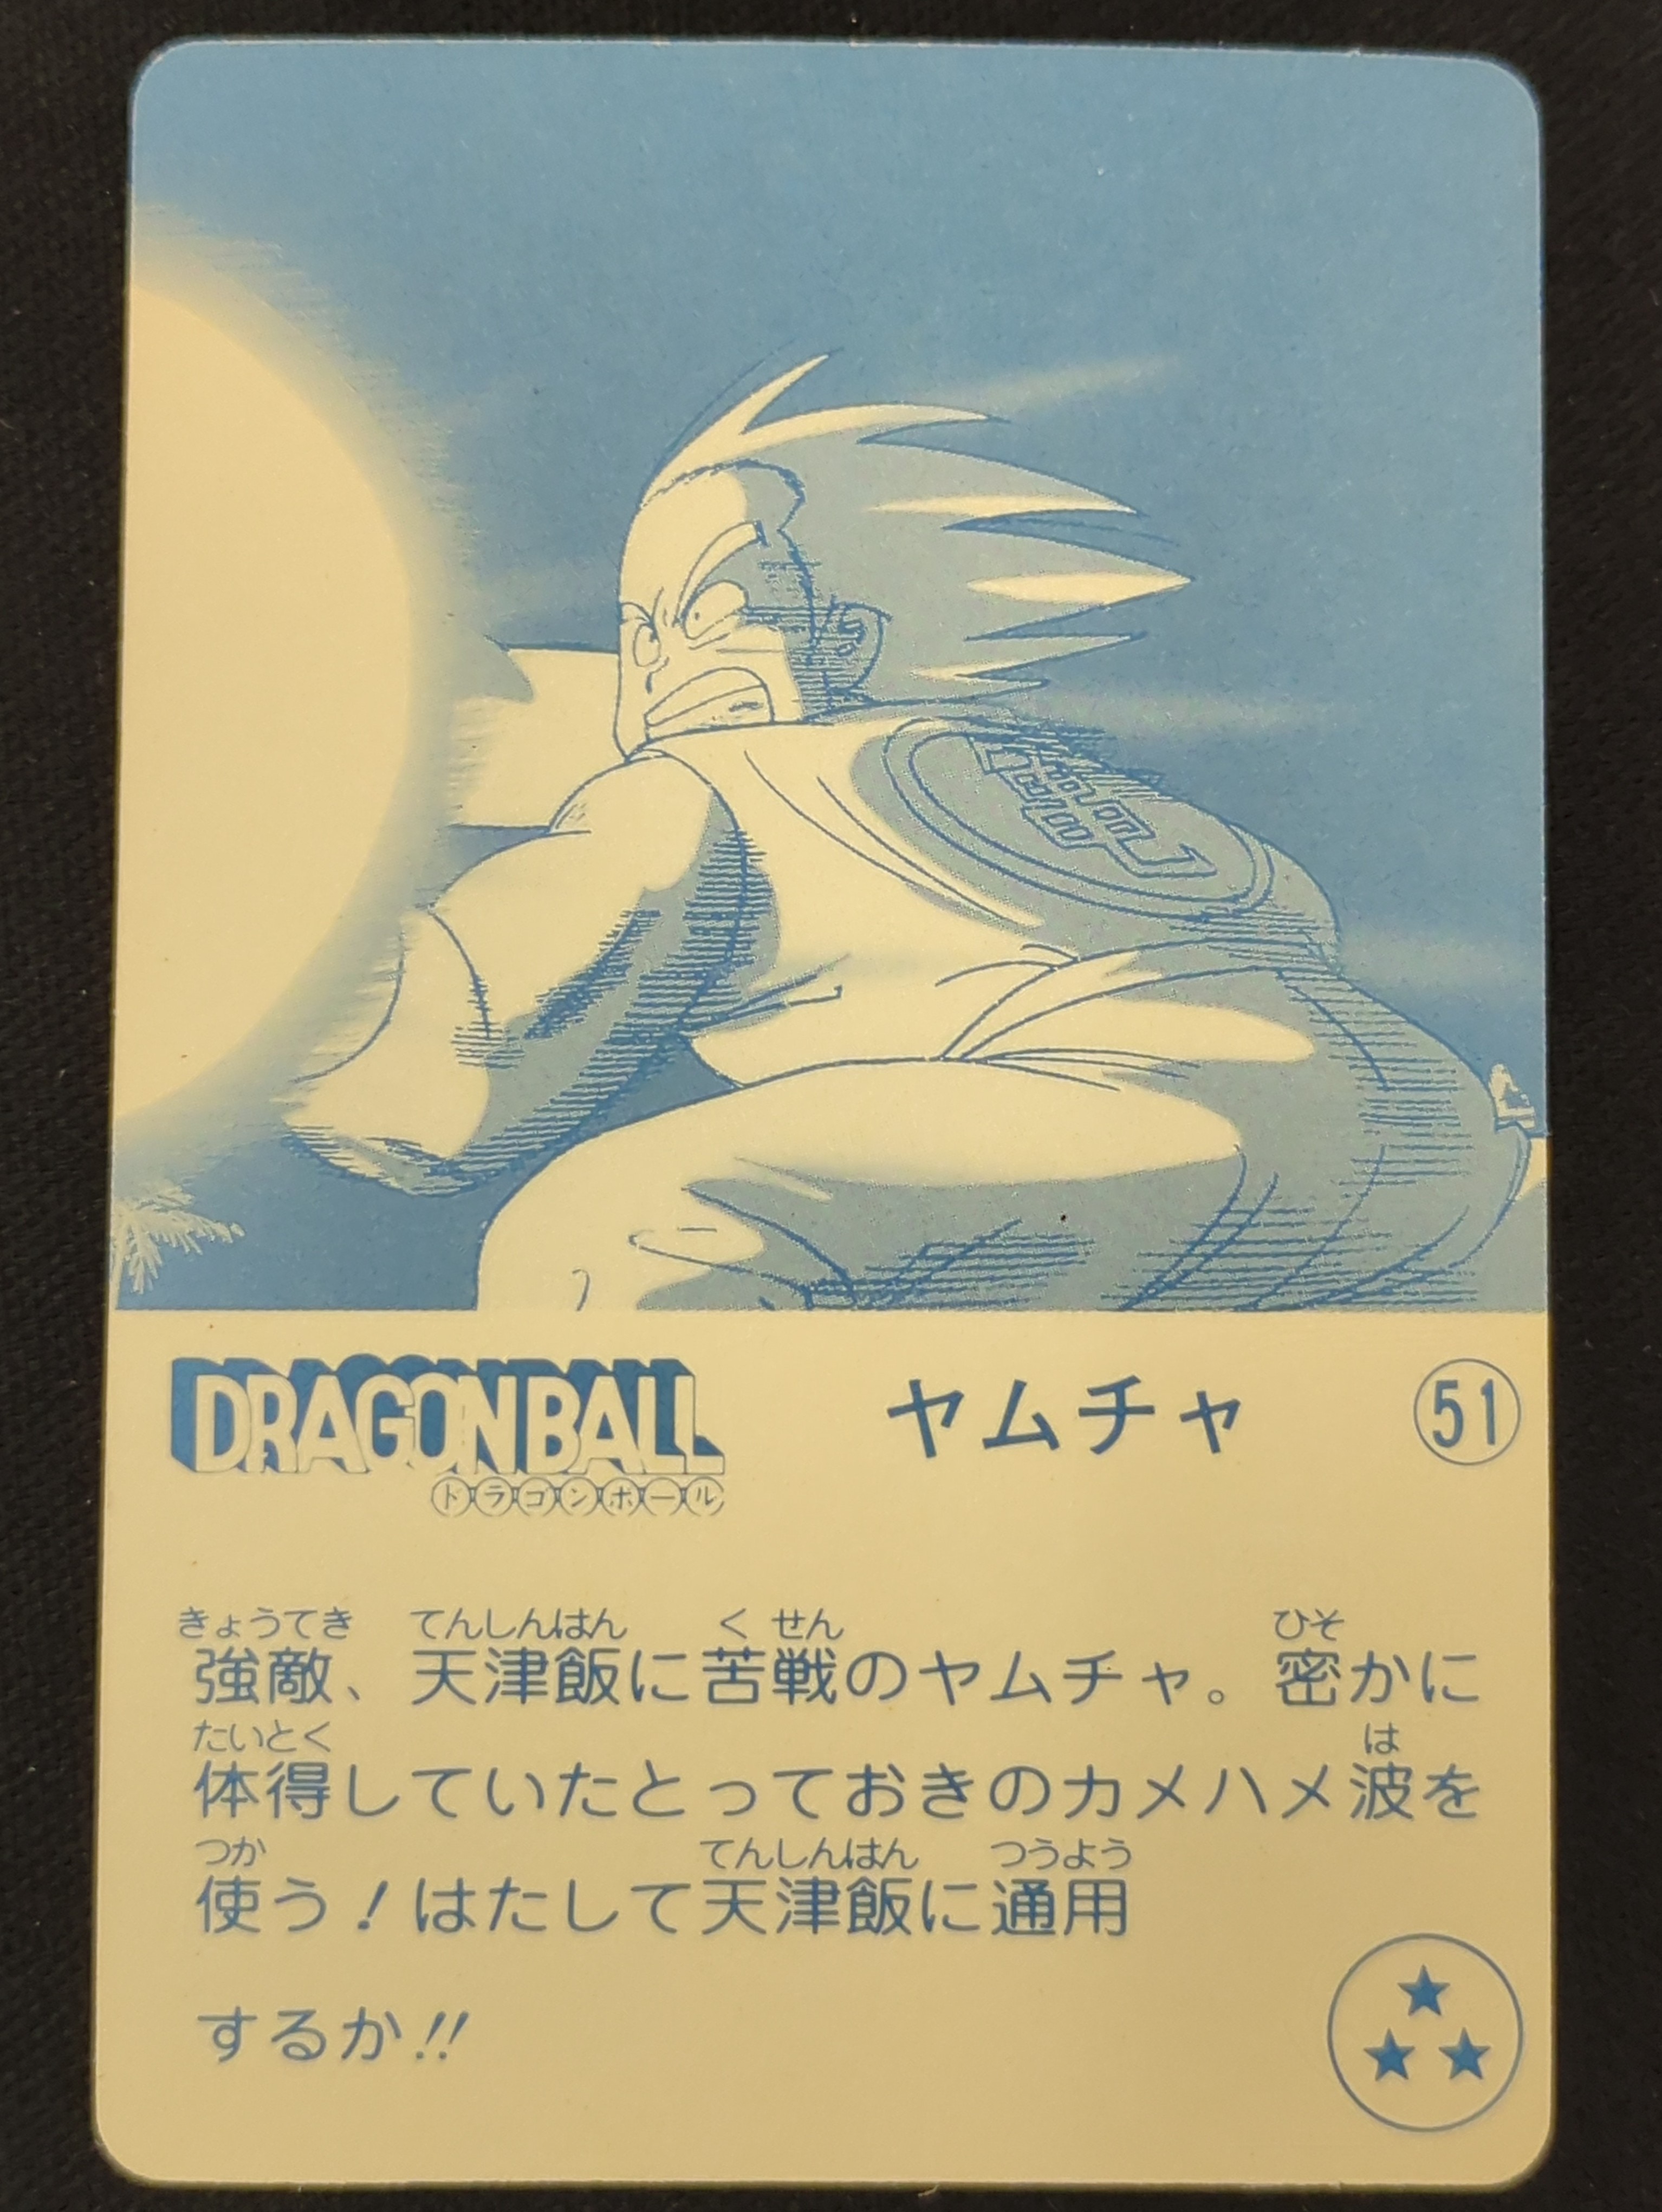 DRAGON BALL
ドラゴンボール
ヤムチャ
51
きょうてき てんしんはん くせん ひそ
強敵、天津飯に苦戦のヤムチャ。密かに
たいとく は
体得していたとっておきのカメハメ波を
つか てんしんはん つうよう
使う！はたして天津飯に通用
するか!!